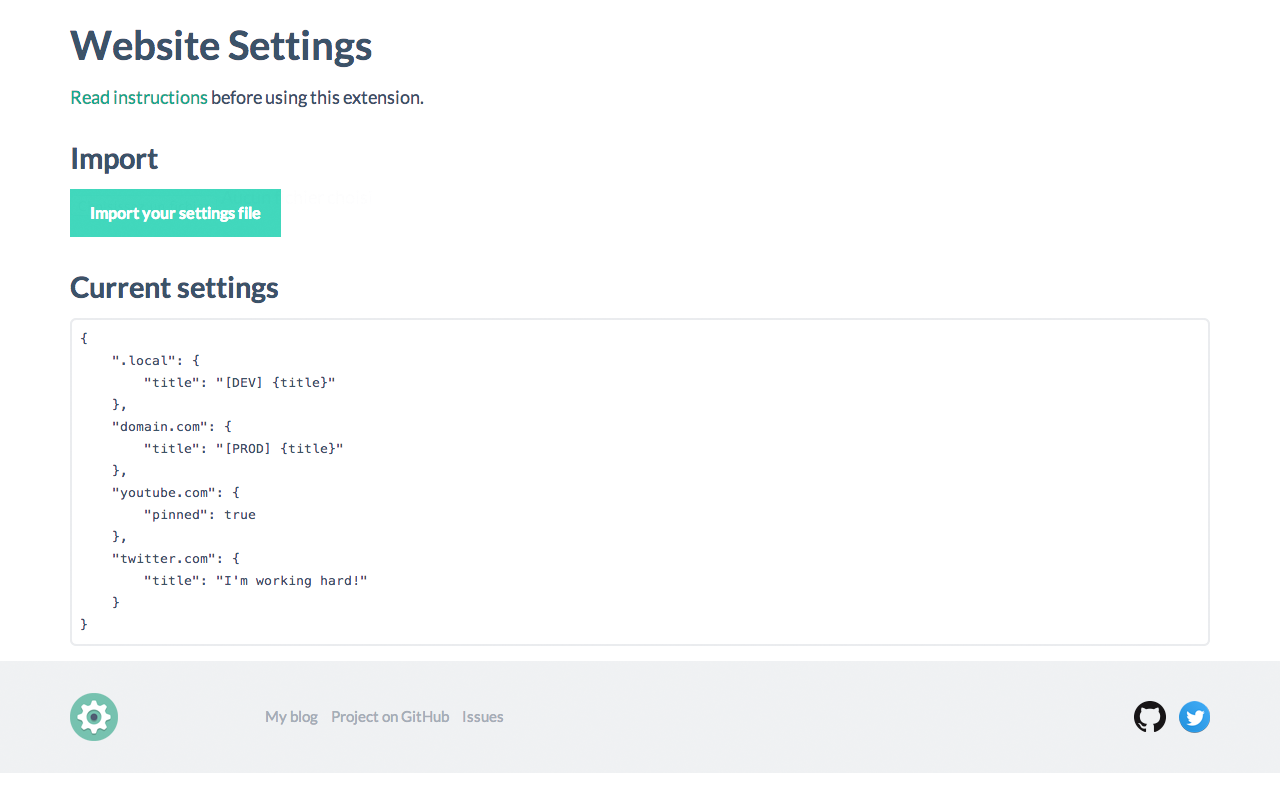 Website Settings
Read instructions before using this extension.
Import
Import your settings file
Current settings
{
    ".local": {
        "title": "[DEV] {title}"
    },
    "domain.com": {
        "title": "[PROD] {title}"
    },
    "youtube.com": {
        "pinned": true
    },
    "twitter.com": {
        "title": "I'm working hard!"
    }
}
My blog Project on GitHub Issues